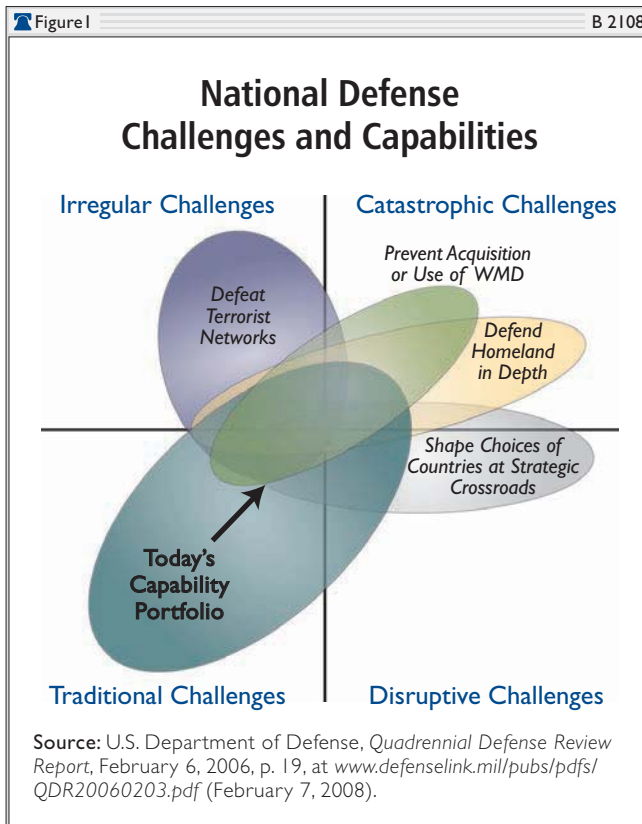 Figure1 B 2108
National Defense
Challenges and Capabilities
Irregular Challenges Catastrophic Challenges
Prevent Acquisition
or Use of WMD
Defeat
Terrorist
Networks
Defend
Homeland
in Depth
Shape Choices of
Countries at Strategic
Crossroads
Today's
Capability
Portfolio
Traditional Challenges Disruptive Challenges
Source: U.S. Department of Defense, Quadrennial Defense Review
Report, February 6, 2006, p. 19, at www.defenselink.mil/pubs/pdfs/
QDR20060203.pdf (February 7, 2008).